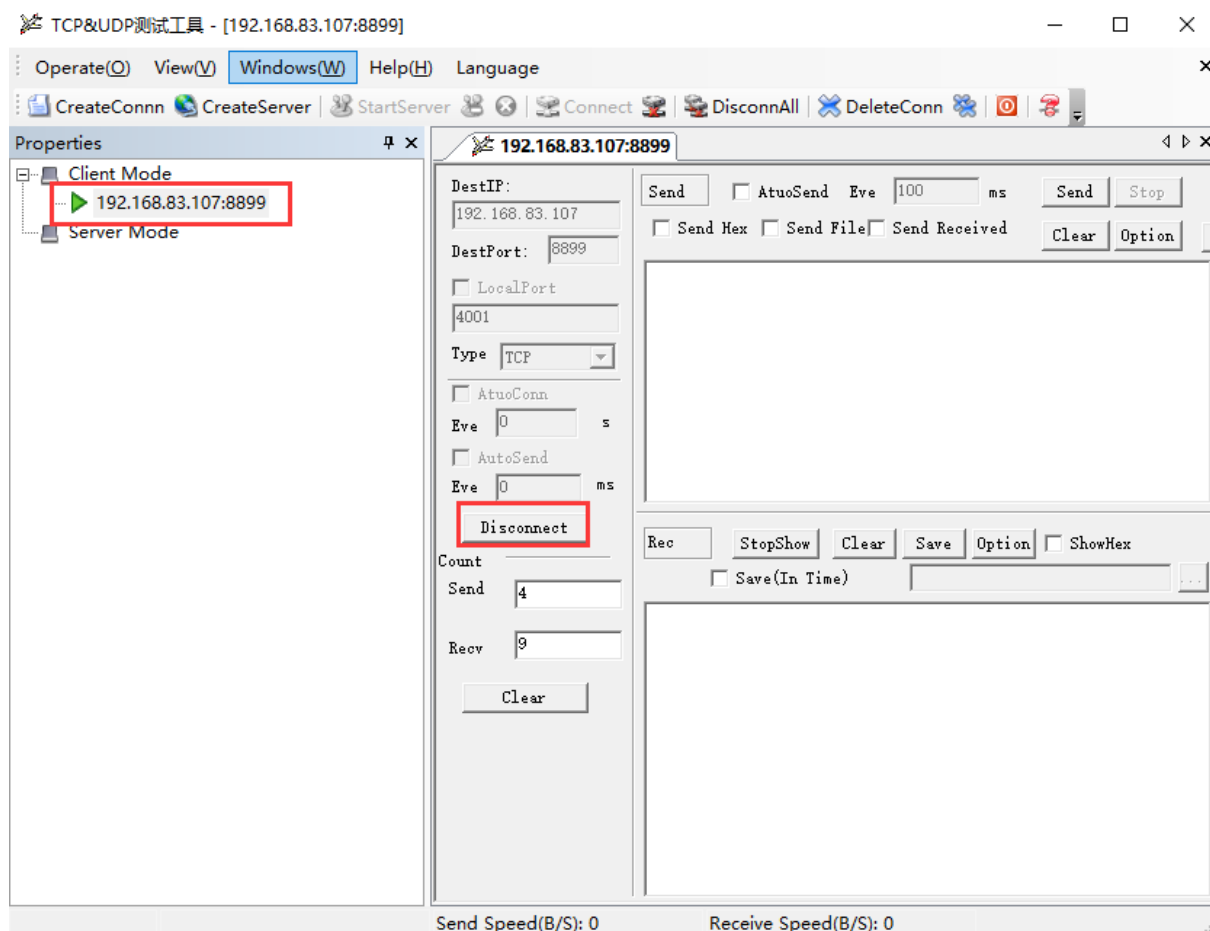 TCP&UDP测试工具 - [192.168.83.107:8899]
Operate(O) View(V) Windows(W) Help(H) Language
CreateConnn CreateServer StartServer Connect DisconnAll DeleteConn
Properties
192.168.83.107:8899
Client Mode
192.168.83.107:8899
Server Mode
DestIP:
192.168.83.107
DestPort: 8899
LocalPort
4001
Type TCP
AtuoConn
Eve 0 s
AutoSend
Eve 0 ms
Disconnect
Count
Send 4
Recv 9
Clear
Send AtuoSend Eve 100 ms Send Stop
Send Hex Send File Send Received Clear Option
Rec StopShow Clear Save Option ShowHex
Save(In Time) ...
Send Speed(B/S): 0 Receive Speed(B/S): 0